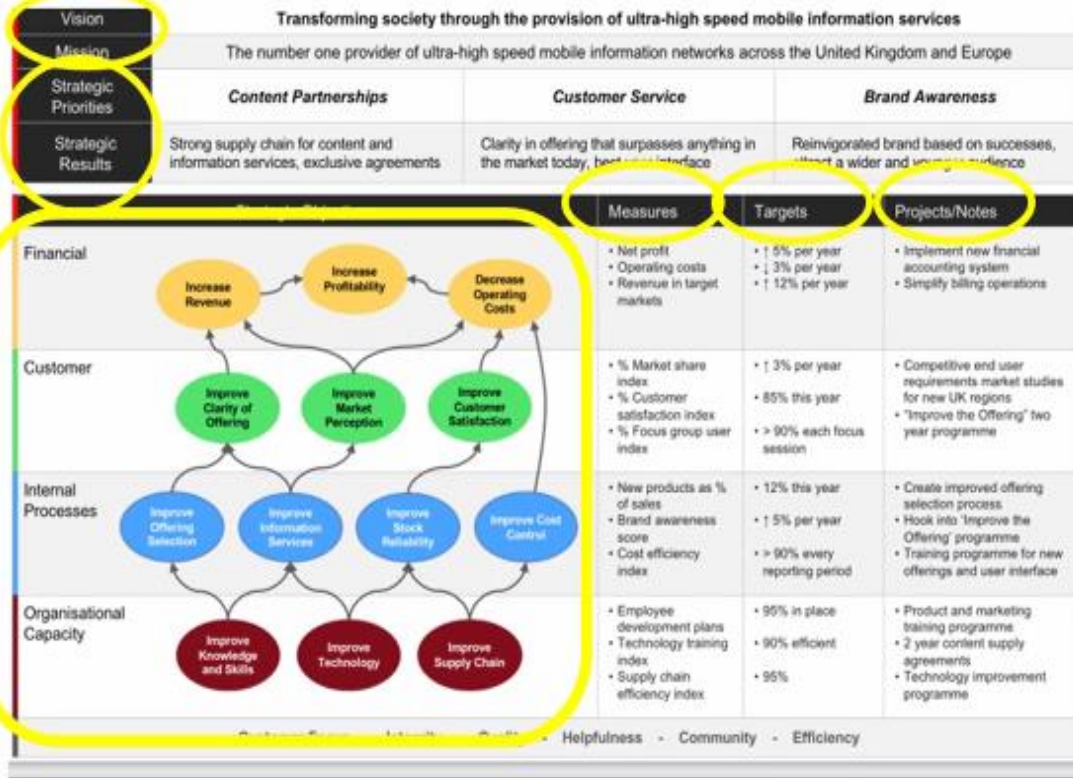 Vision
Transforming society through the provision of ultra-high speed mobile information services
Mission
The number one provider of ultra-high speed mobile information networks across the United Kingdom and Europe
Strategic
Priorities
Content Partnerships
Customer Service
Brand Awareness
Strategic
Results
Strong supply chain for content and
information services, exclusive agreements
Clarity in offering that surpasses anything in
the market today, best user interface
Reinvigorated brand based on successes,
attract a wider and younger audience
Measures
Targets
Projects/Notes
Financial
Increase
Revenue
Increase
Profitability
Decrease
Operating
Costs
• Net profit
• Operating costs
• Revenue in target
markets
• ↑ 5% per year
• ↓ 3% per year
• ↑ 12% per year
• Implement new financial
accounting system
• Simplify billing operations
Customer
Improve
Clarity of
Offering
Improve
Market
Perception
Improve
Customer
Satisfaction
• % Market share
index
• % Customer
satisfaction index
• % Focus group user
index
• ↑ 3% per year
• 85% this year
• > 90% each focus
session
• Competitive end user
requirements market studies
for new UK regions
• "Improve the Offering" two
year programme
Internal
Processes
Improve
Offering
Selection
Improve
Information
Services
Improve
Stock
Reliability
Improve Cost
Control
• New products as %
of sales
• Brand awareness
score
• Cost efficiency
index
• 12% this year
• ↑ 5% per year
• > 90% every
reporting period
• Create improved offering
selection process
• Hook into 'Improve the
Offering' programme
• Training programme for new
offerings and user interface
Organisational
Capacity
Improve
Knowledge
and Skills
Improve
Technology
Improve
Supply Chain
• Employee
development plans
• Technology training
index
• Supply chain
efficiency index
• 95% in place
• 90% efficient
• 95%
• Product and marketing
training programme
• 2 year content supply
agreements
• Technology improvement
programme
- Helpfulness - Community - Efficiency